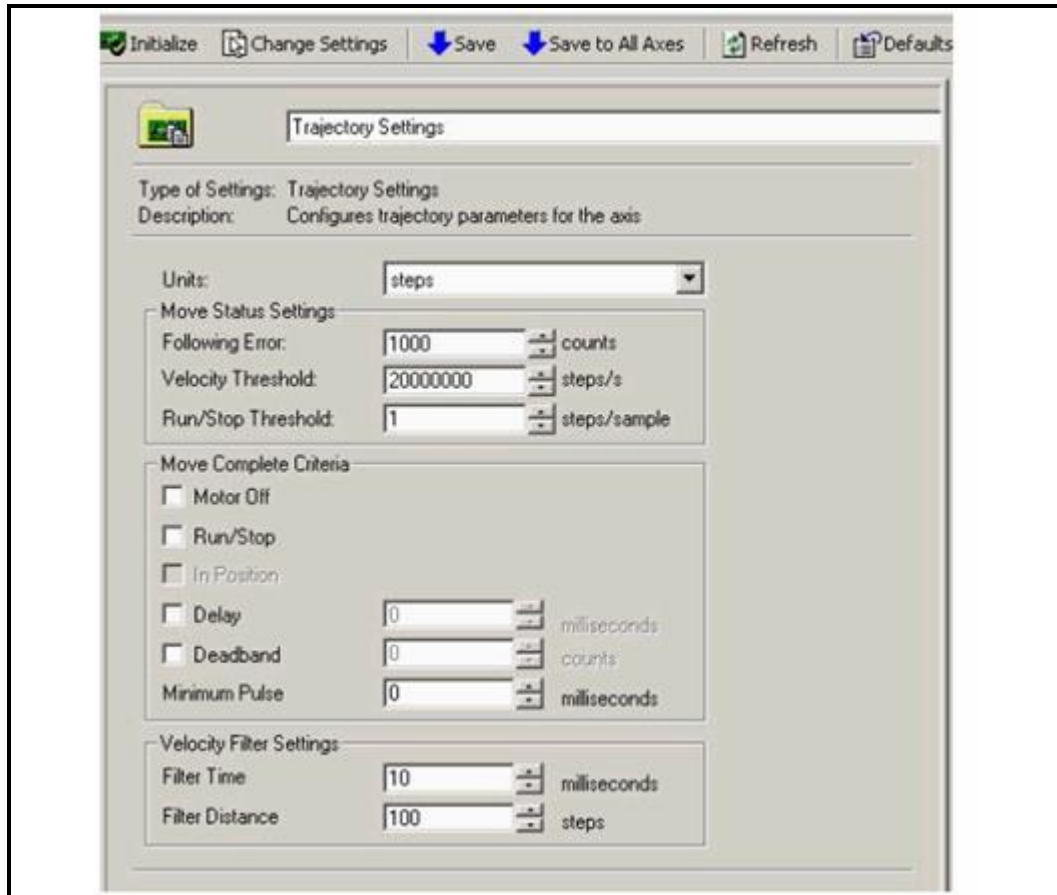 Initialize Change Settings Save Save to All Axes Refresh Defaults
Trajectory Settings
Type of Settings: Trajectory Settings
Description: Configures trajectory parameters for the axis
Units: steps
Move Status Settings
Following Error: 1000 counts
Velocity Threshold: 20000000 steps/s
Run/Stop Threshold: 1 steps/sample
Move Complete Criteria
Motor Off
Run/Stop
In Position
Delay 0 milliseconds
Deadband 0 counts
Minimum Pulse 0 milliseconds
Velocity Filter Settings
Filter Time 10 milliseconds
Filter Distance 100 steps